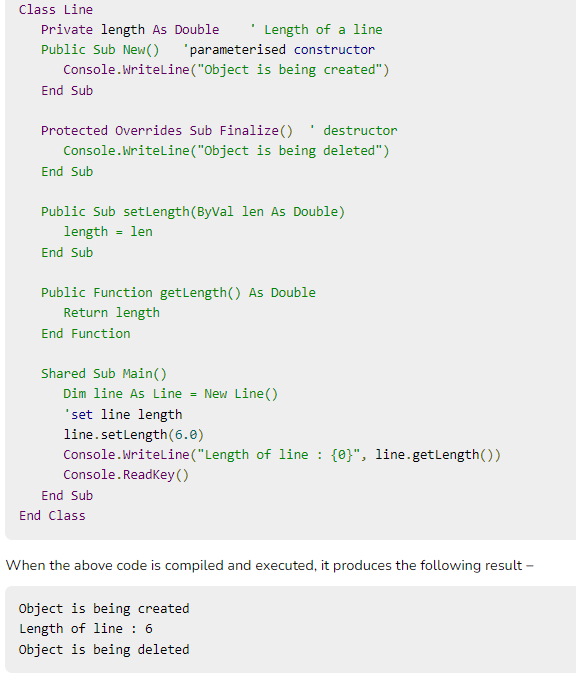 Class Line
   Private length As Double    ' Length of a line
   Public Sub New()   'parameterised constructor
      Console.WriteLine("Object is being created")
   End Sub

   Protected Overrides Sub Finalize()  ' destructor
      Console.WriteLine("Object is being deleted")
   End Sub

   Public Sub setLength(ByVal len As Double)
      length = len
   End Sub

   Public Function getLength() As Double
      Return length
   End Function

   Shared Sub Main()
      Dim line As Line = New Line()
      'set line length
      line.setLength(6.0)
      Console.WriteLine("Length of line : {0}", line.getLength())
      Console.ReadKey()
   End Sub
End Class
When the above code is compiled and executed, it produces the following result −
Object is being created
Length of line : 6
Object is being deleted